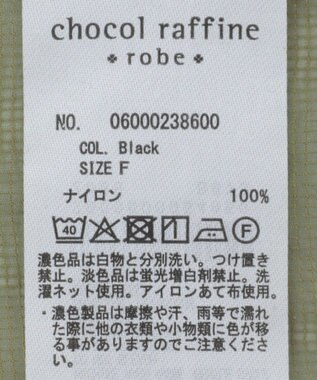 chocol raffine
robe
NO. 06000238600
COL. Black
SIZE F
ナイロン 100%
40 F
濃色品は白物と分別洗い。つけ置き
禁止。淡色品は蛍光増白剤禁止。洗
濯ネット使用。アイロンあて布使用。
・濃色製品は摩擦や汗、雨等で濡れ
た際に他の衣類や小物類に色が移
る事がありますのでご注意くださ
い。